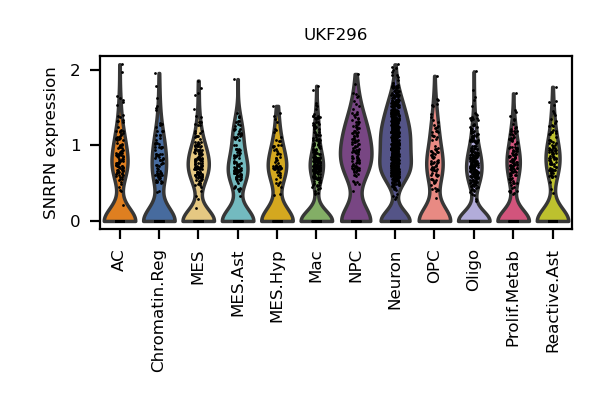 UKF296
SNRPN expression
2
1
0
AC
Chromatin.Reg
MES
MES.Ast
MES.Hyp
Mac
NPC
Neuron
OPC
Oligo
Prolif.Metab
Reactive.Ast